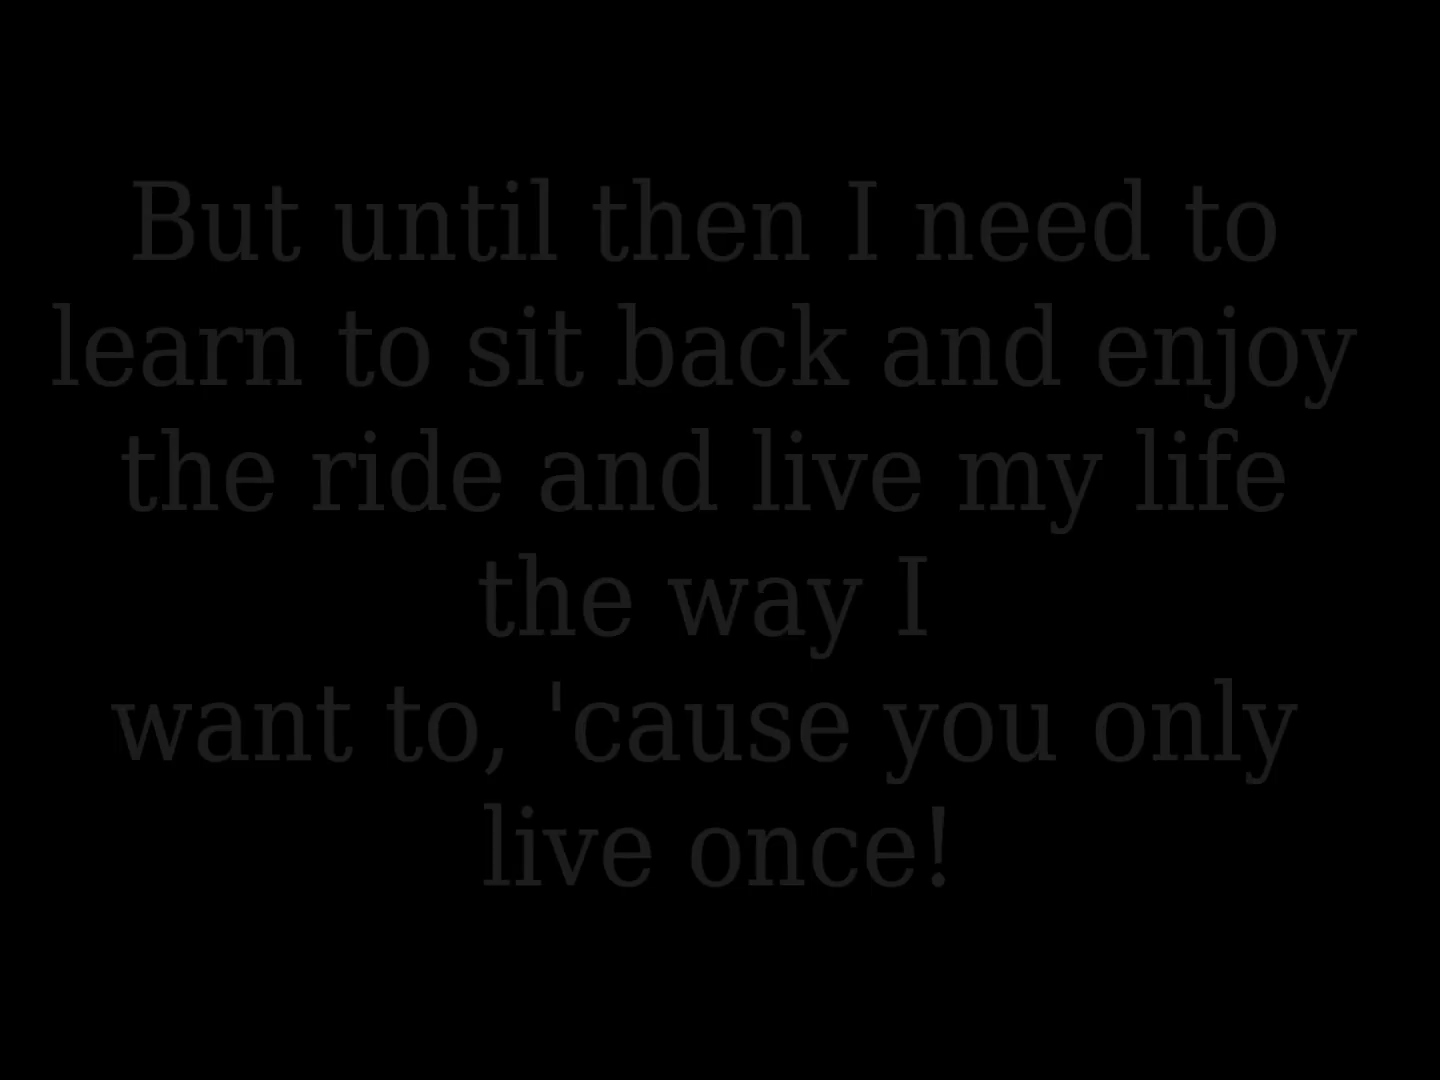 But until then I need to
learn to sit back and enjoy
the ride and live my life
the way I
want to, 'cause you only
live once!